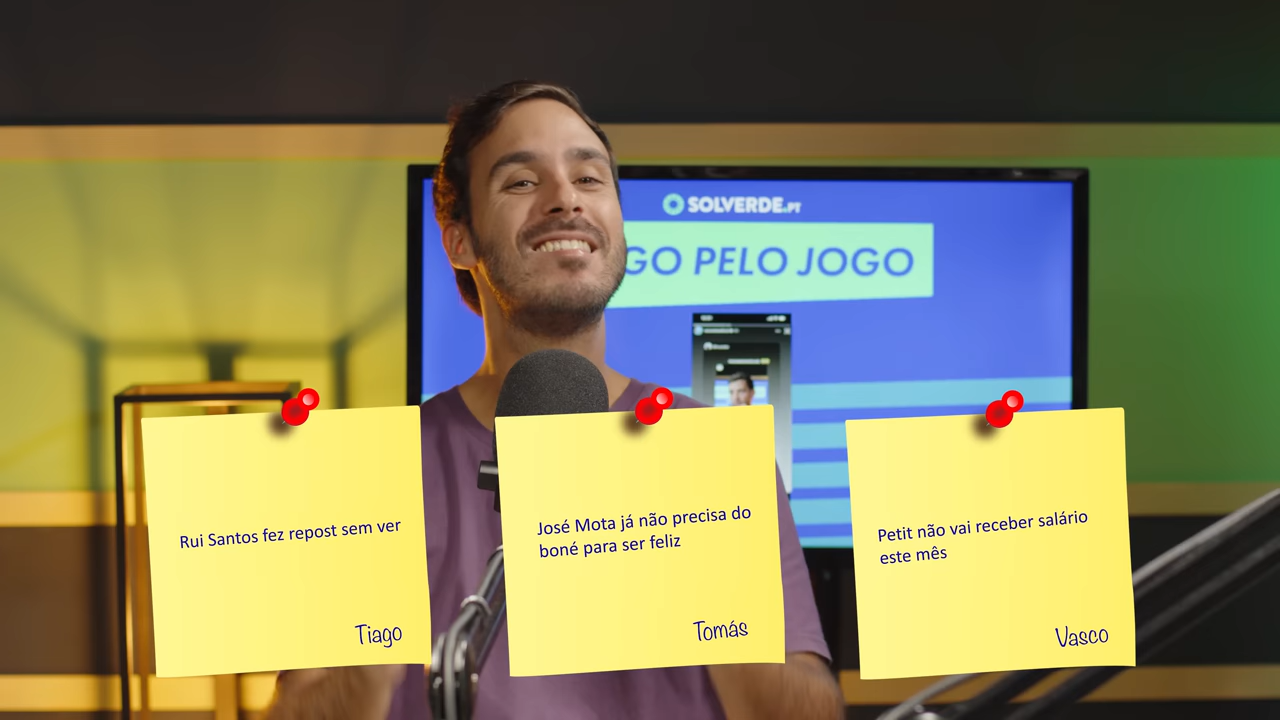 SOLVERDE.PT
GO PELO JOGO
Rui Santos fez repost sem ver
Tiago
José Mota já não precisa do
boné para ser feliz
Tomás
Petit não vai receber salário
este mês
Vasco